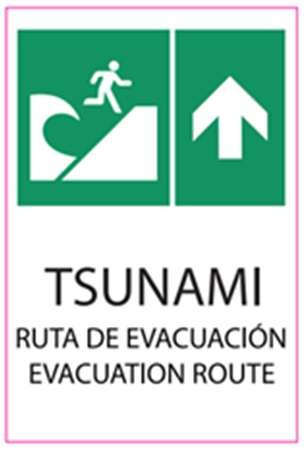 TSUNAMI
RUTA DE EVACUACIÓN
EVACUATION ROUTE